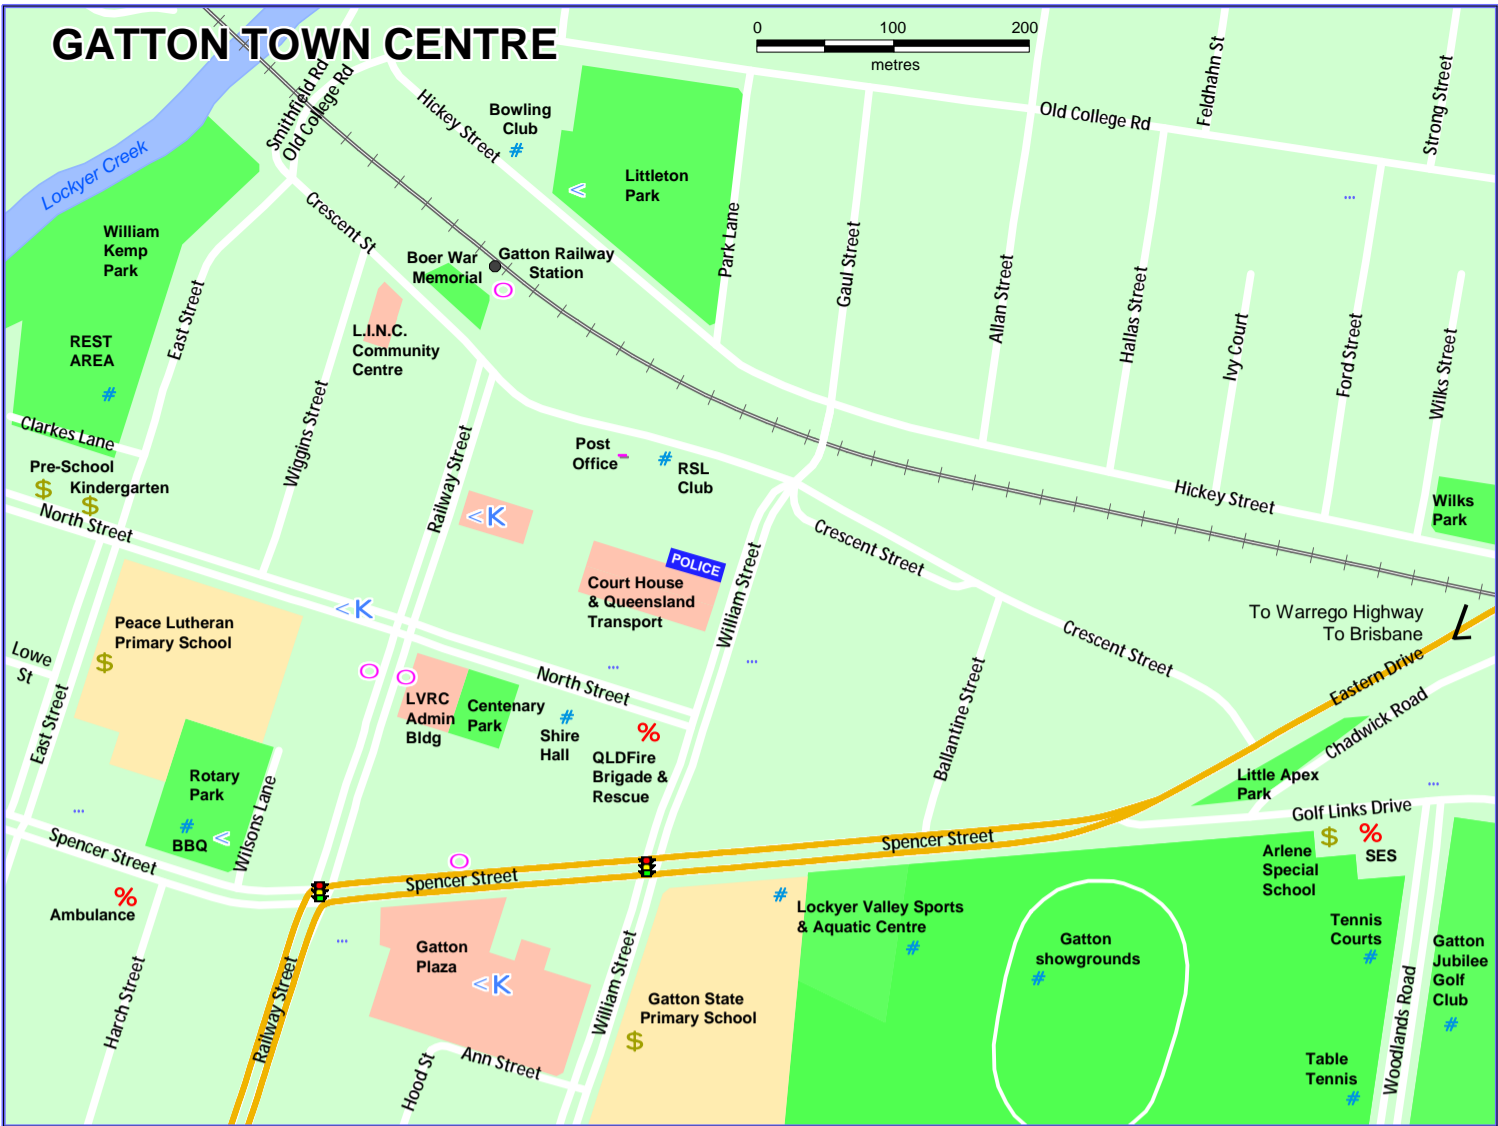 GATTON TOWN CENTRE
0 100 200
metres
Smithfield Rd
Old College Rd
Hickey Street
Bowling
Club
#
Littleton
Park
<
Old College Rd
Feldhahn St
Strong Street
Lockyer Creek
William
Kemp
Park
Crescent St
Boer War
Memorial
Gatton Railway
Station
O
Park Lane
Gaul Street
Allan Street
Hallas Street
Ivy Court
Ford Street
Wilks Street
...
REST
AREA
#
East Street
L.I.N.C.
Community
Centre
Wiggins Street
Railway Street
Clarkes Lane
Pre-School
$
Kindergarten
$
North Street
Post
Office
#
RSL
Club
<K
Hickey Street
Wilks
Park
Crescent Street
POLICE
Court House
& Queensland
Transport
William Street
To Warrego Highway
To Brisbane
<K
Peace Lutheran
Primary School
$
Lowe
St
East Street
O O
LVRC
Admin
Bldg
Centenary
Park
North Street
...
...
#
Shire
Hall
%
QLDFire
Brigade &
Rescue
Ballantine Street
Crescent Street
Eastern Drive
Chadwick Road
Little Apex
Park
...
Golf Links Drive
Rotary
Park
#
BBQ
<
Wilsons Lane
...
Spencer Street
O
Spencer Street
Spencer Street
%
Ambulance
Arlene
Special
School
$
%
SES
Harch Street
Railway Street
...
Gatton
Plaza
<K
Hood St
Ann Street
William Street
Gatton State
Primary School
$
#
Lockyer Valley Sports
& Aquatic Centre
#
Gatton
showgrounds
#
Tennis
Courts
#
Table
Tennis
#
Woodlands Road
Gatton
Jubilee
Golf
Club
#